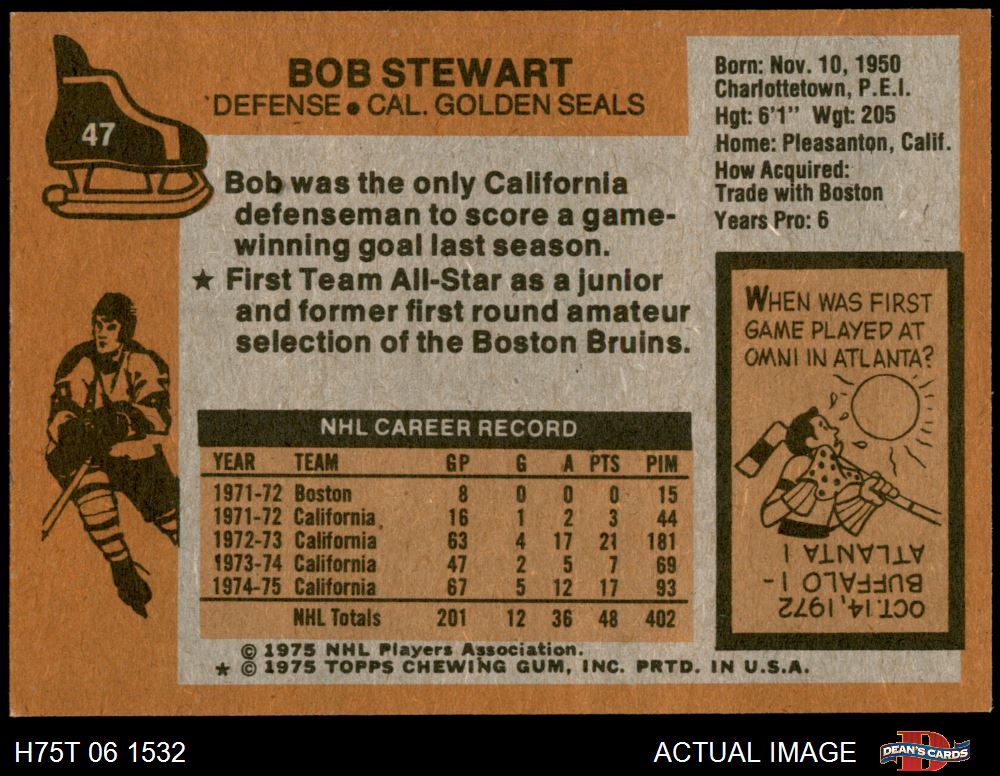 47
BOB STEWART
DEFENSE • CAL. GOLDEN SEALS
Born: Nov. 10, 1950
Charlottetown, P.E.I.
Hgt: 6'1" Wgt: 205
Home: Pleasanton, Calif.
How Acquired:
Trade with Boston
Years Pro: 6
Bob was the only California
defenseman to score a game-
winning goal last season.
★ First Team All-Star as a junior
and former first round amateur
selection of the Boston Bruins.
WHEN WAS FIRST
GAME PLAYED AT
OMNI IN ATLANTA?
OCT. 14, 1972
BUFFALO 1 -
ATLANTA 1
NHL CAREER RECORD
YEAR TEAM GP G A PTS PIM
1971-72 Boston 8 0 0 0 15
1971-72 California 16 1 2 3 44
1972-73 California 63 4 17 21 181
1973-74 California 47 2 5 7 69
1974-75 California 67 5 12 17 93
NHL Totals 201 12 36 48 402
© 1975 NHL Players Association.
★ © 1975 TOPPS CHEWING GUM, INC. PRTD. IN U.S.A.
H75T 06 1532
ACTUAL IMAGE
DEAN'S CARDS